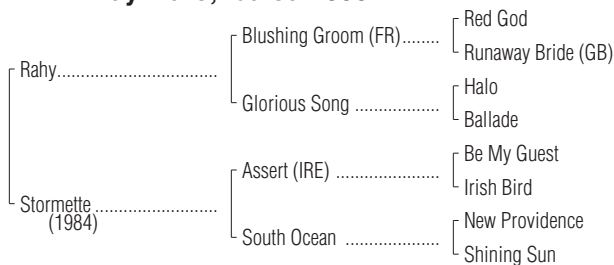 Red God
Blushing Groom (FR)........
Runaway Bride (GB)
Rahy...................................................
Halo
Glorious Song ...................
Ballade
Be My Guest
Assert (IRE) .......................
Irish Bird
Stormette ......................................
(1984)
New Providence
South Ocean .....................
Shining Sun